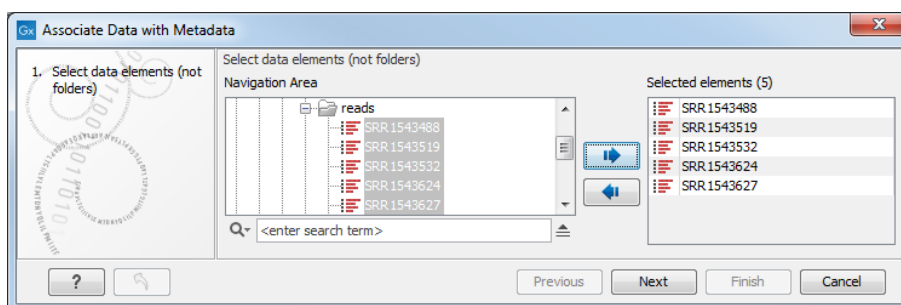 Gx Associate Data with Metadata
1. Select data elements (not folders)
Select data elements (not folders)
Navigation Area
reads
SRR1543488
SRR1543519
SRR1543532
SRR1543624
SRR1543627
<enter search term>
Selected elements (5)
SRR1543488
SRR1543519
SRR1543532
SRR1543624
SRR1543627
?
Previous
Next
Finish
Cancel